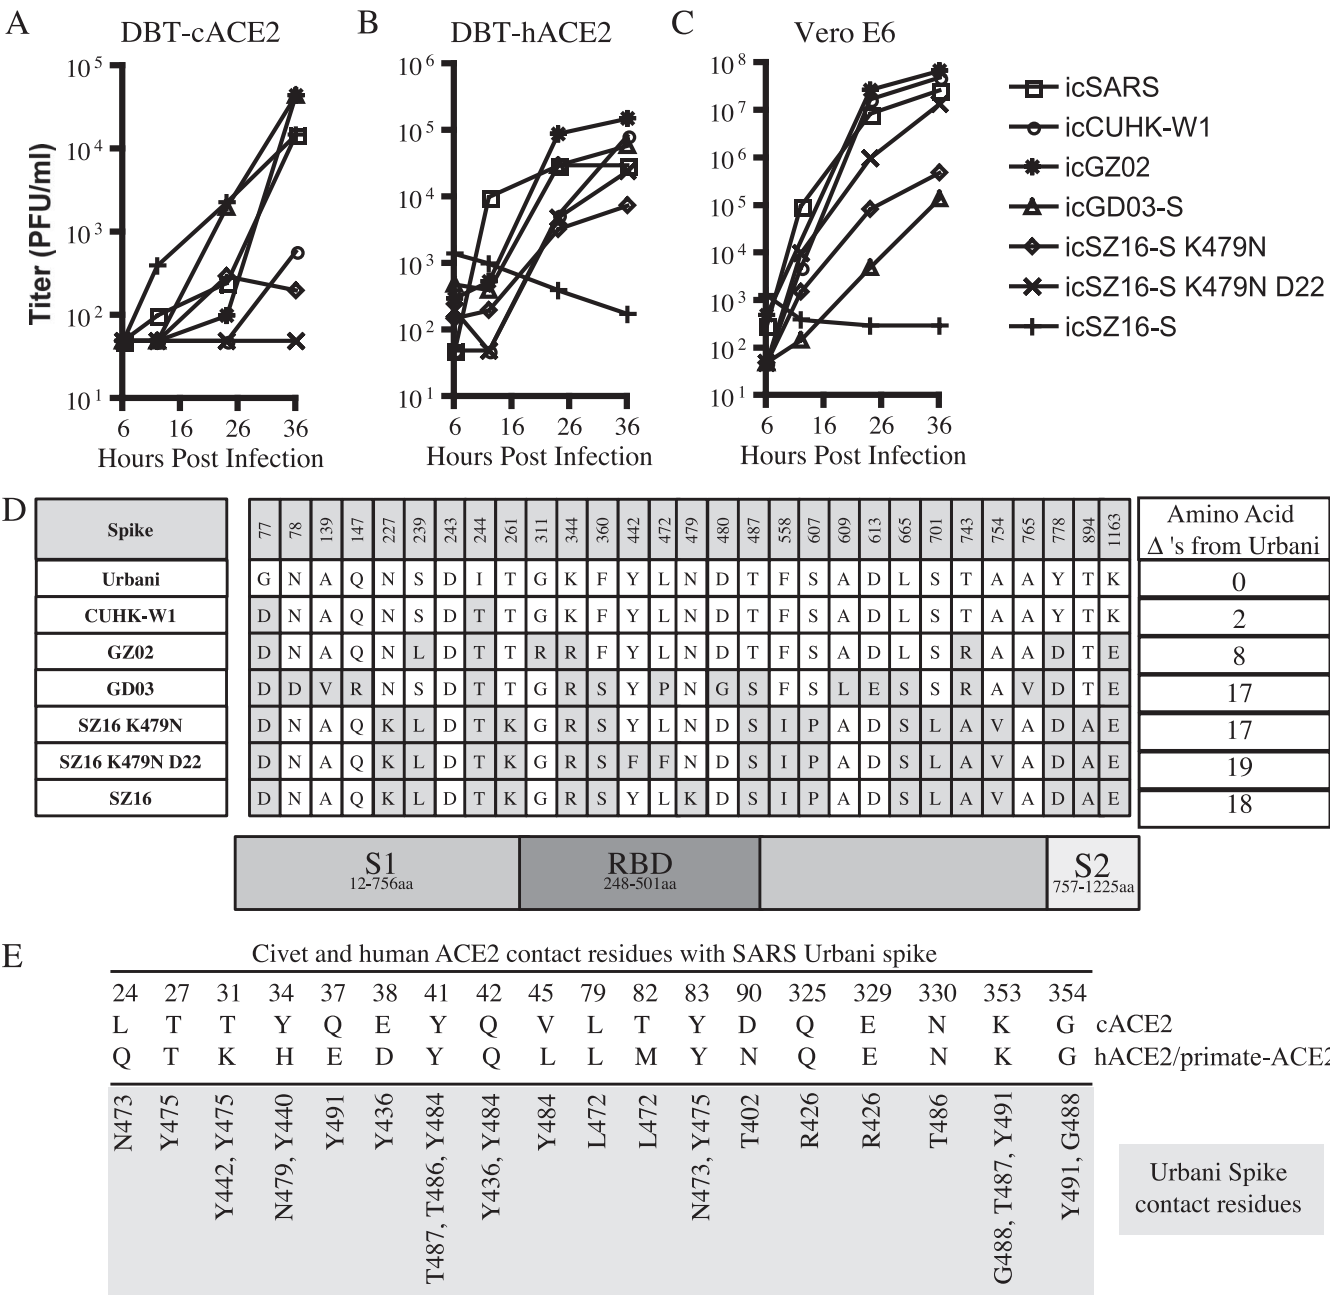 A DBT-cACE2
B DBT-hACE2
C Vero E6
Titer (PFU/ml)
10^5
10^4
10^3
10^2
10^1
6 16 26 36
Hours Post Infection
10^6
10^5
10^4
10^3
10^2
10^1
6 16 26 36
Hours Post Infection
10^8
10^7
10^6
10^5
10^4
10^3
10^2
10^1
6 16 26 36
Hours Post Infection
icSARS
icCUHK-W1
icGZ02
icGD03-S
icSZ16-S K479N
icSZ16-S K479N D22
icSZ16-S
D
Spike 77 78 139 147 227 239 243 244 261 311 344 360 442 472 479 480 487 558 607 609 613 665 701 743 754 765 778 894 1163 Amino Acid
Δ 's from Urbani
Urbani G N A Q N S D I T G K F Y L N D T F S A D L S T A A Y T K 0
CUHK-W1 D N A Q N S D T T G K F Y L N D T F S A D L S T A A Y T K 2
GZ02 D N A Q N L D T T R R F Y L N D T F S A D L S R A A D T E 8
GD03 D D V R N S D T T G R S Y P N G S F S L E S S R A V D T E 17
SZ16 K479N D N A Q K L D T K G R S Y L N D S I P A D S L A V A D A E 17
SZ16 K479N D22 D N A Q K L D T K G R S F F N D S I P A D S L A V A D A E 19
SZ16 D N A Q K L D T K G R S Y L K D S I P A D S L A V A D A E 18
S1
12-756aa
RBD
248-501aa
S2
757-1225aa
E
Civet and human ACE2 contact residues with SARS Urbani spike
24 27 31 34 37 38 41 42 45 79 82 83 90 325 329 330 353 354
L T T Y Q E Y Q V L T Y D Q E N K G cACE2
Q T K H E D Y Q L L M Y N Q E N K G hACE2/primate-ACE2
N473
Y475
Y442, Y475
N479, Y440
Y491
Y436
T487, T486, Y484
Y436, Y484
Y484
L472
L472
N473, Y475
T402
R426
R426
T486
G488, T487, Y491
Y491, G488
Urbani Spike
contact residues